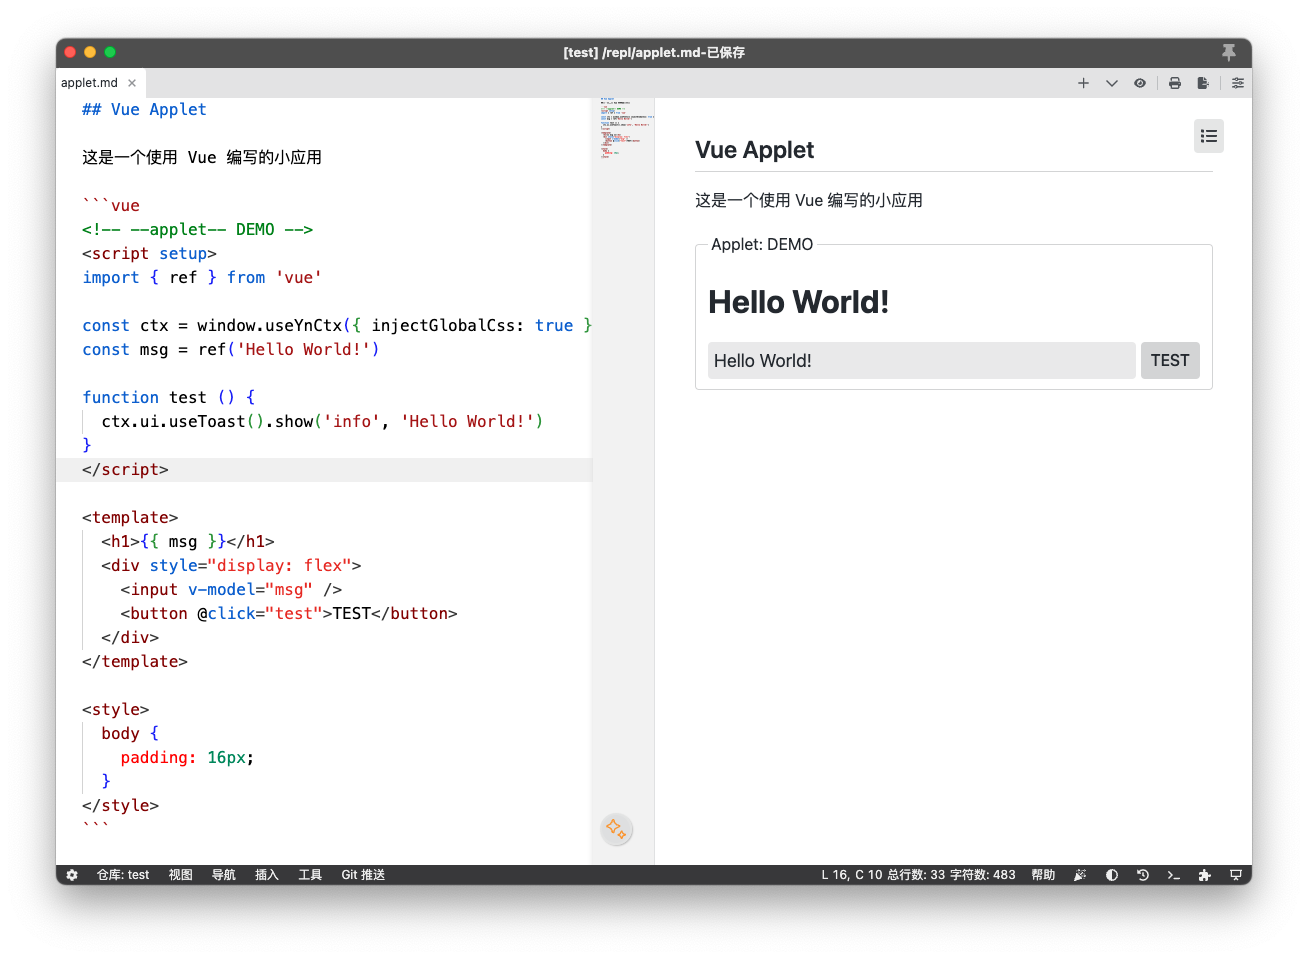 [test] /repl/applet.md-已保存
applet.md
## Vue Applet
这是一个使用 Vue 编写的小应用
```vue
<!-- --applet-- DEMO -->
<script setup>
import { ref } from 'vue'
const ctx = window.useYnCtx({ injectGlobalCss: true }
const msg = ref('Hello World!')
function test () {
  ctx.ui.useToast().show('info', 'Hello World!')
}
</script>
<template>
  <h1>{{ msg }}</h1>
  <div style="display: flex">
    <input v-model="msg" />
    <button @click="test">TEST</button>
  </div>
</template>
<style>
  body {
    padding: 16px;
  }
</style>
```
Vue Applet
这是一个使用 Vue 编写的小应用
Applet: DEMO
Hello World!
Hello World! TEST
仓库: test 视图 导航 插入 工具 Git 推送 L 16, C 10 总行数: 33 字符数: 483 帮助